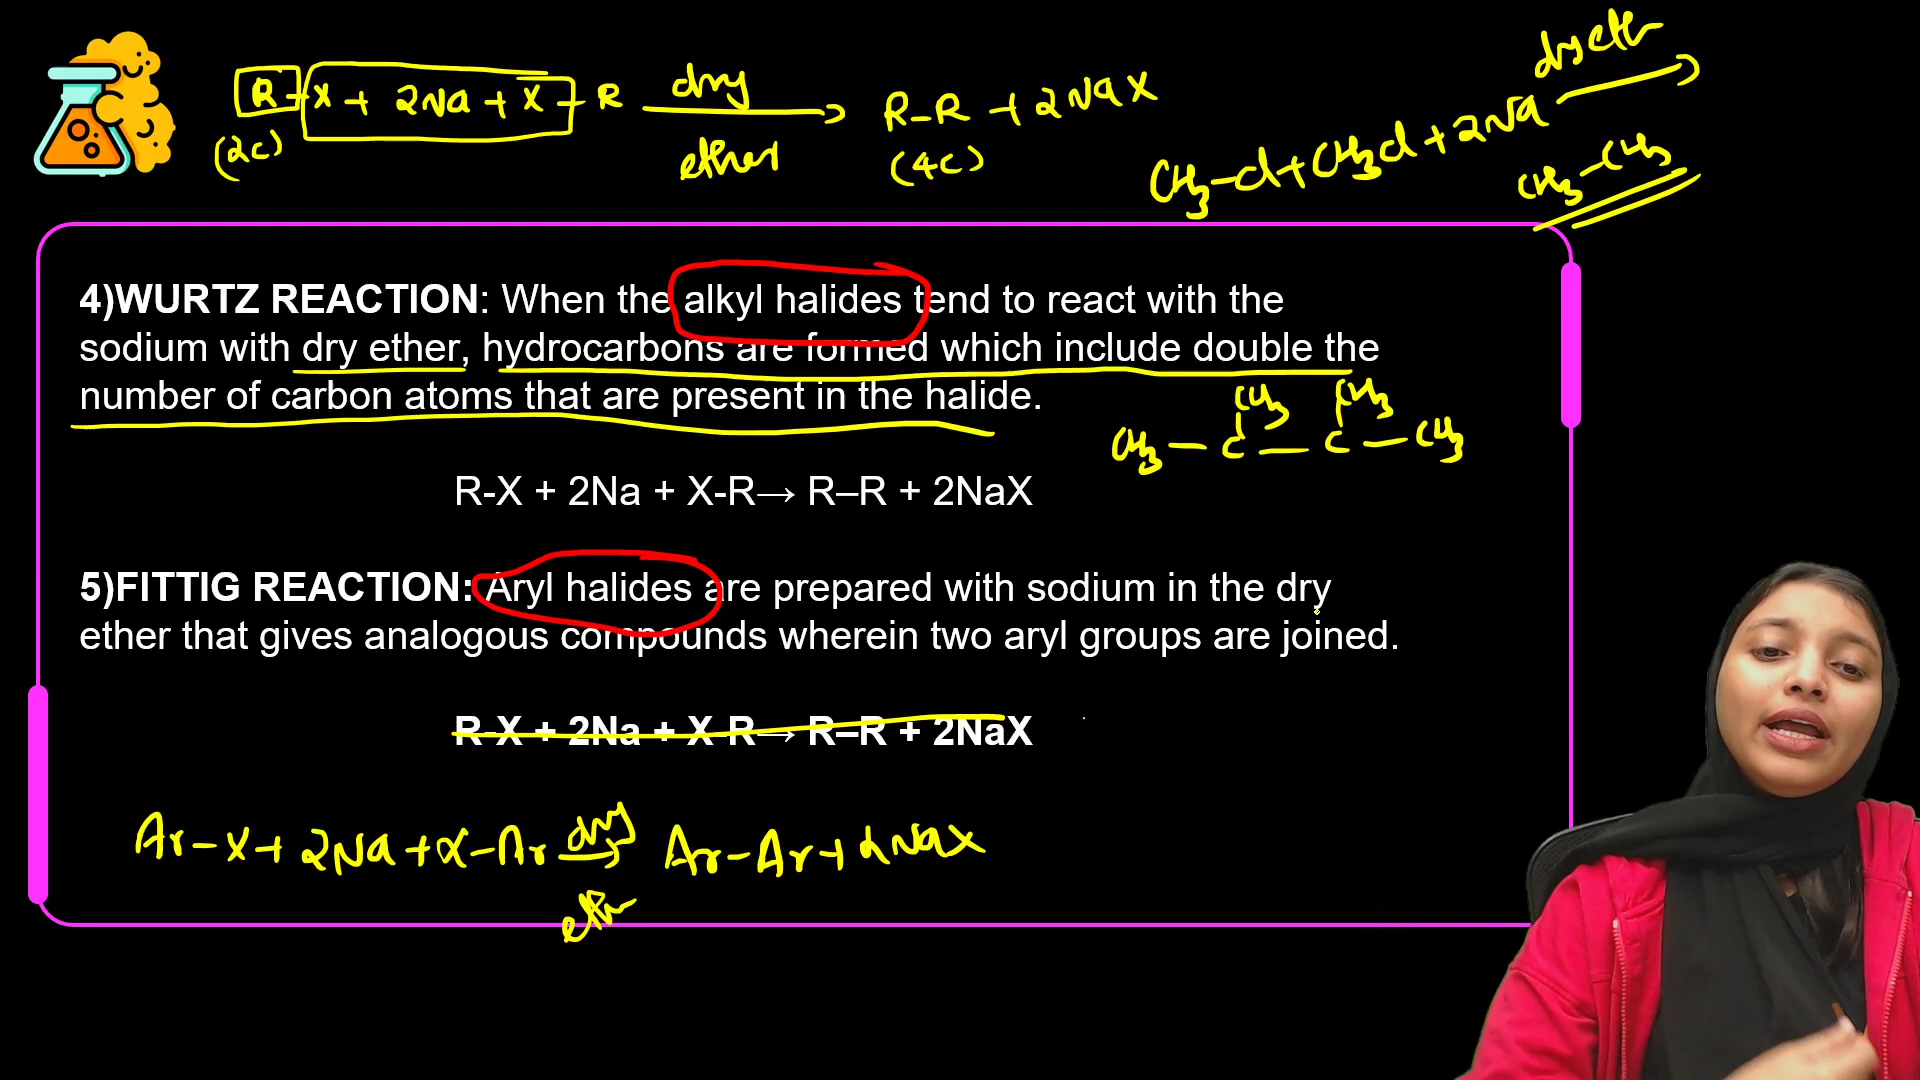 R-X + 2Na + X-R dry ether → R-R + 2NaX
(2C) (4C)
CH3-Cl + CH3Cl + 2Na dry ether →
CH3-CH3
4)WURTZ REACTION: When the alkyl halides tend to react with the
sodium with dry ether, hydrocarbons are formed which include double the
number of carbon atoms that are present in the halide.
CH3 CH3
CH3 — C — C — CH3
R-X + 2Na + X-R→ R–R + 2NaX
5)FITTIG REACTION: Aryl halides are prepared with sodium in the dry
ether that gives analogous compounds wherein two aryl groups are joined.
R-X + 2Na + X-R→ R–R + 2NaX
Ar-X + 2Na + X-Ar dry ether → Ar-Ar + 2NaX